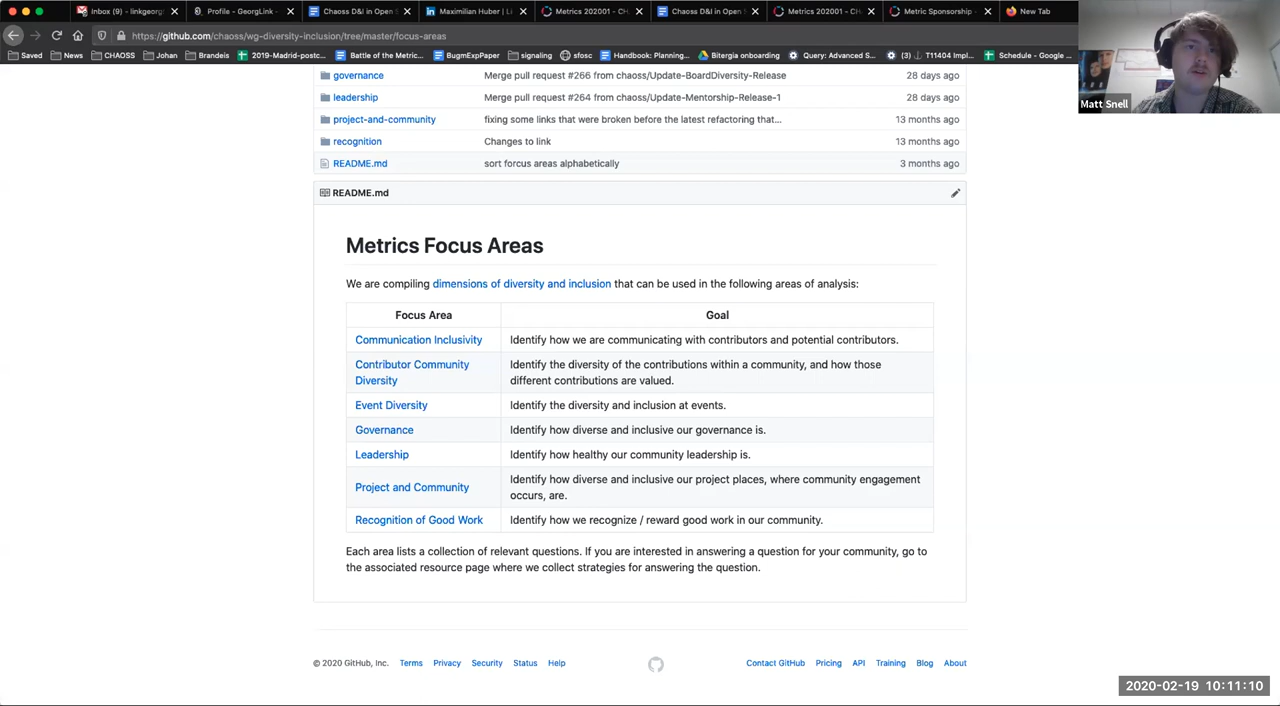 inbox (9) - linkgeorg
Profile - GeorgLink -
Chaoss D&I in Open S
Maximilian Huber | Li
Metrics 202001 - CH
Chaoss D&I in Open S
Metrics 202001 - CH
Metric Sponsorship -
New Tab
https://github.com/chaoss/wg-diversity-inclusion/tree/master/focus-areas
Saved
News
CHAOSS
Johan
Brandeis
2019-Madrid-postc...
Battle of the Metric...
BugmExpPaper
signaling
sfosc
Handbook: Planning...
Bitergia onboarding
Query: Advanced S...
(3)
T11404 Impl...
Schedule - Google ...
Matt Snell
governance Merge pull request #266 from chaoss/Update-BoardDiversity-Release 28 days ago
leadership Merge pull request #264 from chaoss/Update-Mentorship-Release-1 28 days ago
project-and-community fixing some links that were broken before the latest refactoring that... 13 months ago
recognition Changes to link 13 months ago
README.md sort forcus areas alphabetically 3 months ago
README.md
Metrics Focus Areas
We are compiling dimensions of diversity and inclusion that can be used in the following areas of analysis:
Focus Area Goal
Communication Inclusivity Identify how we are communicating with contributors and potential contributors.
Contributor Community Diversity Identify the diversity of the contributions within a community, and how those
different contributions are valued.
Event Diversity Identify the diversity and inclusion at events.
Governance Identify how diverse and inclusive our governance is.
Leadership Identify how healthy our community leadership is.
Project and Community Identify how diverse and inclusive our project places, where community engagement
occurs, are.
Recognition of Good Work Identify how we recognize / reward good work in our community.
Each area lists a collection of relevant questions. If you are interested in answering a question for your community, go to
the associated resource page where we collect strategies for answering the question.
© 2020 GitHub, Inc. Terms Privacy Security Status Help
Contact GitHub Pricing API Training Blog About
2020-02-19 10:11:10